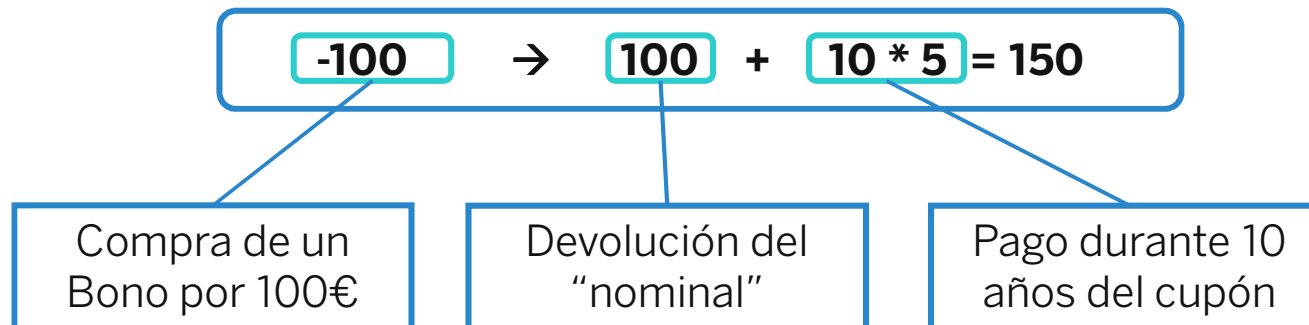 -100 → 100 + 10 * 5 = 150
Compra de un
Bono por 100€
Devolución del
“nominal”
Pago durante 10
años del cupón